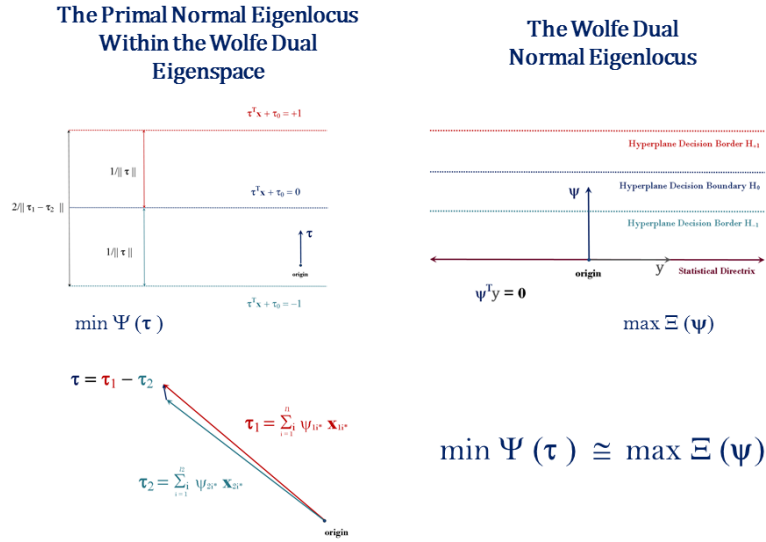 The Primal Normal Eigenlocus
Within the Wolfe Dual
Eigenspace
τᵀx + τ₀ = +1
1/‖ τ ‖
τᵀx + τ₀ = 0
2/‖ τ₁ − τ₂ ‖
τ
1/‖ τ ‖
origin
τᵀx + τ₀ = −1
min Ψ (τ )
The Wolfe Dual
Normal Eigenlocus
Hyperplane Decision Border H₊₁
ψ
Hyperplane Decision Boundary H₀
Hyperplane Decision Border H₋₁
origin
y
Statistical Directrix
ψᵀy = 0
max Ξ (ψ)
τ = τ₁ − τ₂
τ₁ = ∑ᵢ₌₁ˡ¹ ψ₁ᵢ* x₁ᵢ*
τ₂ = ∑ᵢ₌₁ˡ² ψ₂ᵢ* x₂ᵢ*
origin
min Ψ (τ ) ≅ max Ξ (ψ)